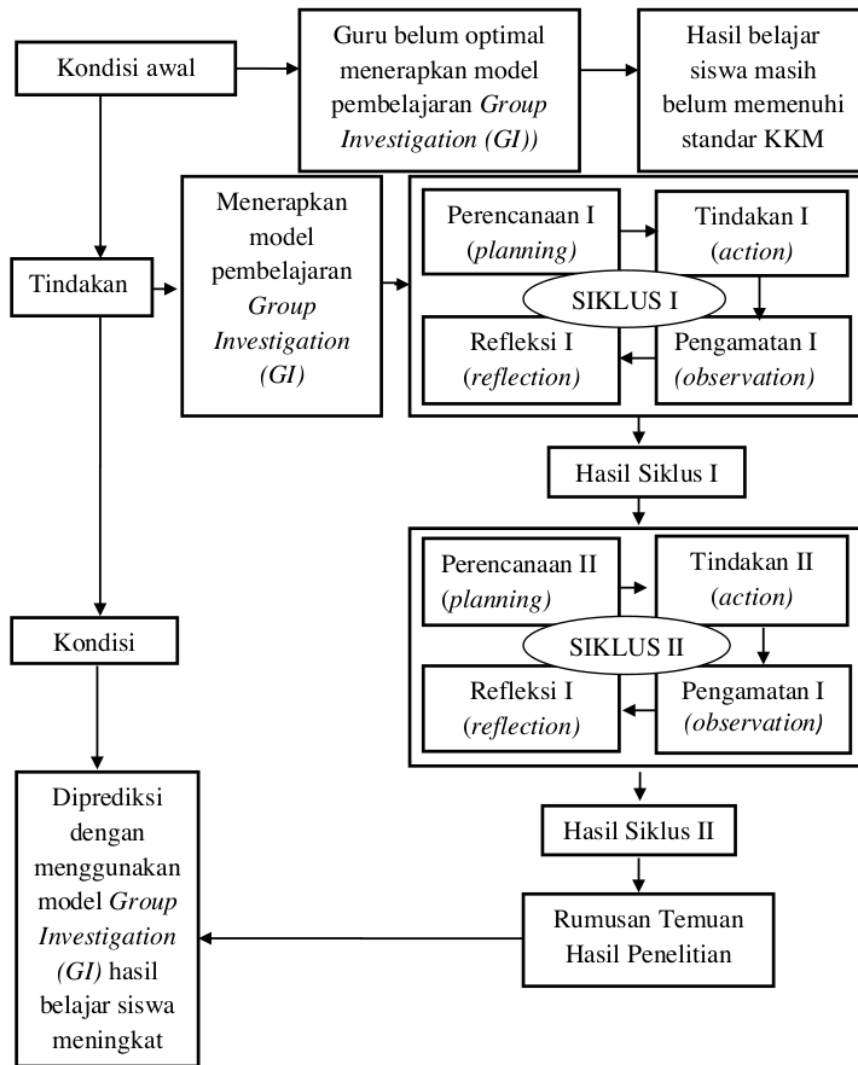 Kondisi awal
Guru belum optimal
menerapkan model
pembelajaran Group
Investigation (GI))
Hasil belajar
siswa masih
belum memenuhi
standar KKM
Tindakan
Menerapkan
model
pembelajaran
Group
Investigation
(GI)
Perencanaan I
(planning)
Tindakan I
(action)
SIKLUS I
Refleksi I
(reflection)
Pengamatan I
(observation)
Hasil Siklus I
Perencanaan II
(planning)
Tindakan II
(action)
SIKLUS II
Refleksi I
(reflection)
Pengamatan I
(observation)
Kondisi
Hasil Siklus II
Rumusan Temuan
Hasil Penelitian
Diprediksi
dengan
menggunakan
model Group
Investigation
(GI) hasil
belajar siswa
meningkat